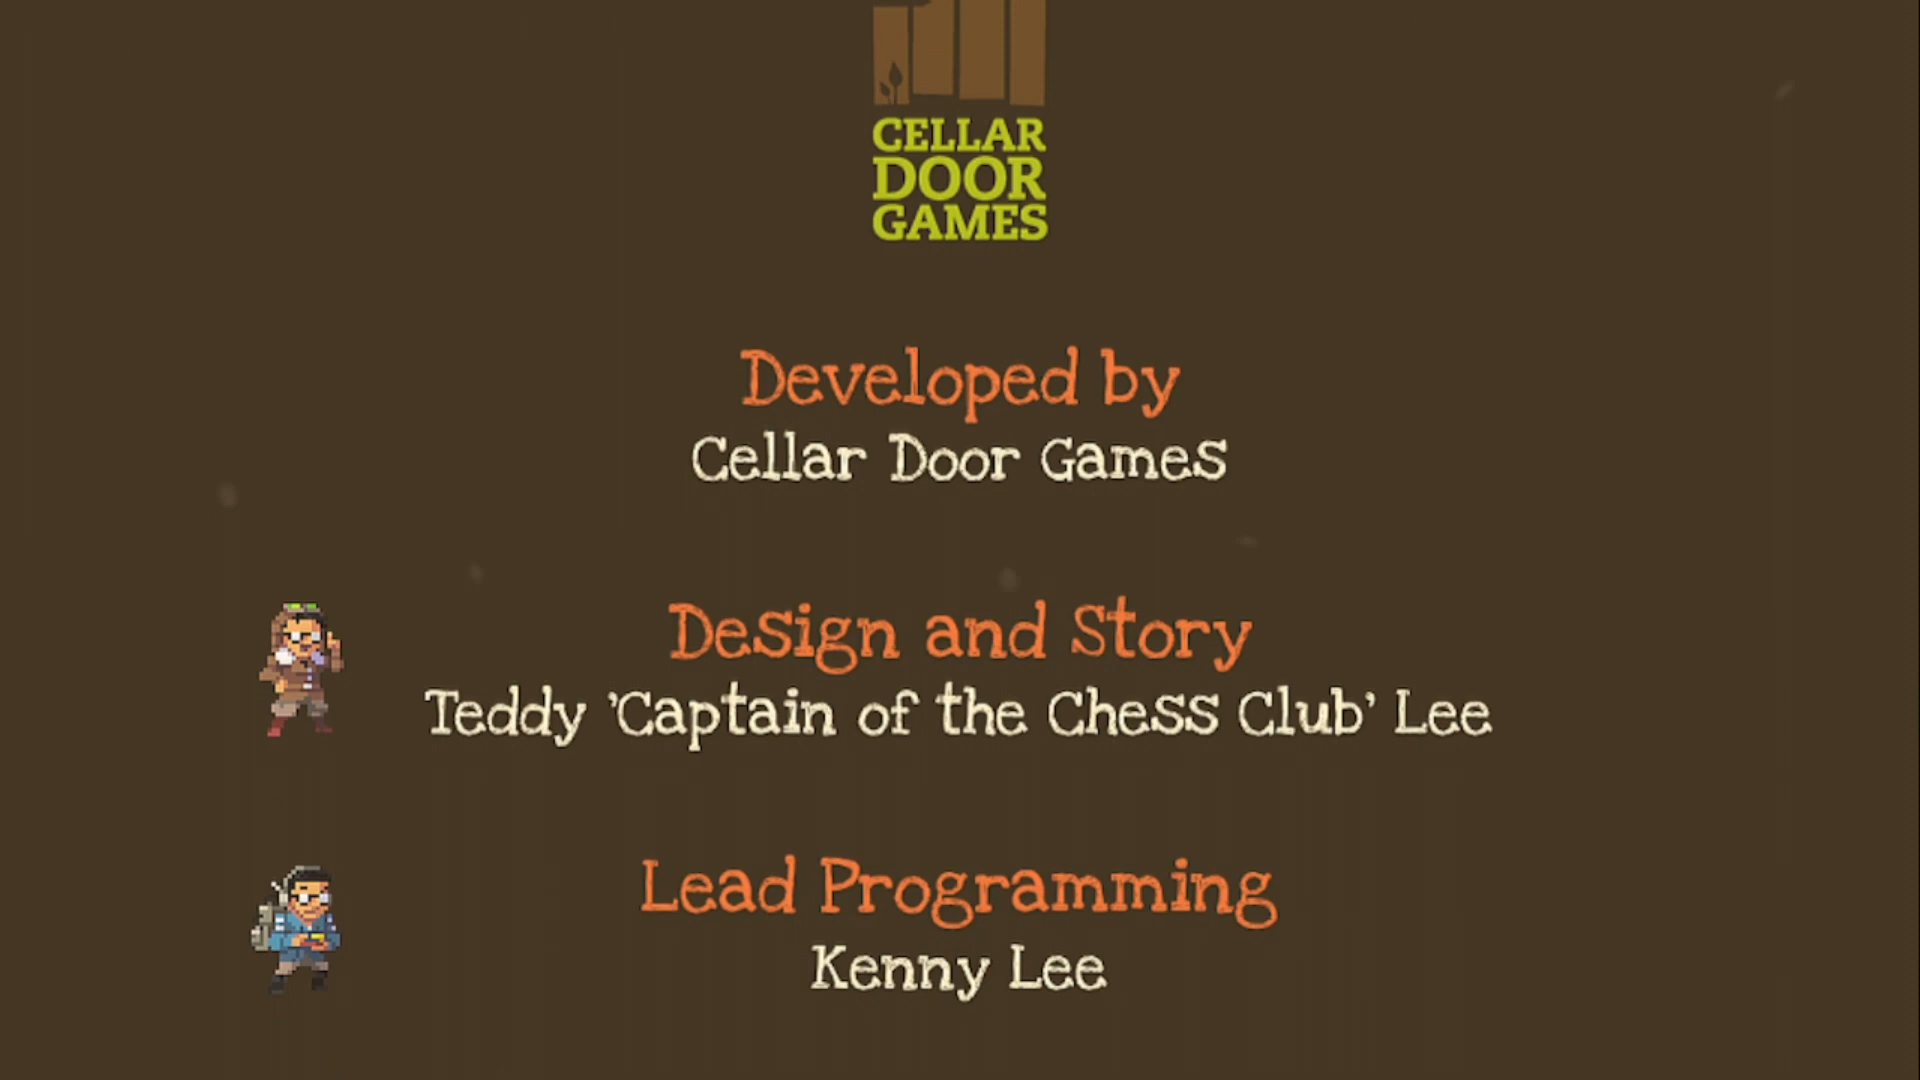 CELLAR
DOOR
GAMES
Developed by
Cellar Door Games
Design and Story
Teddy 'Captain of the Chess Club' Lee
Lead Programming
Kenny Lee